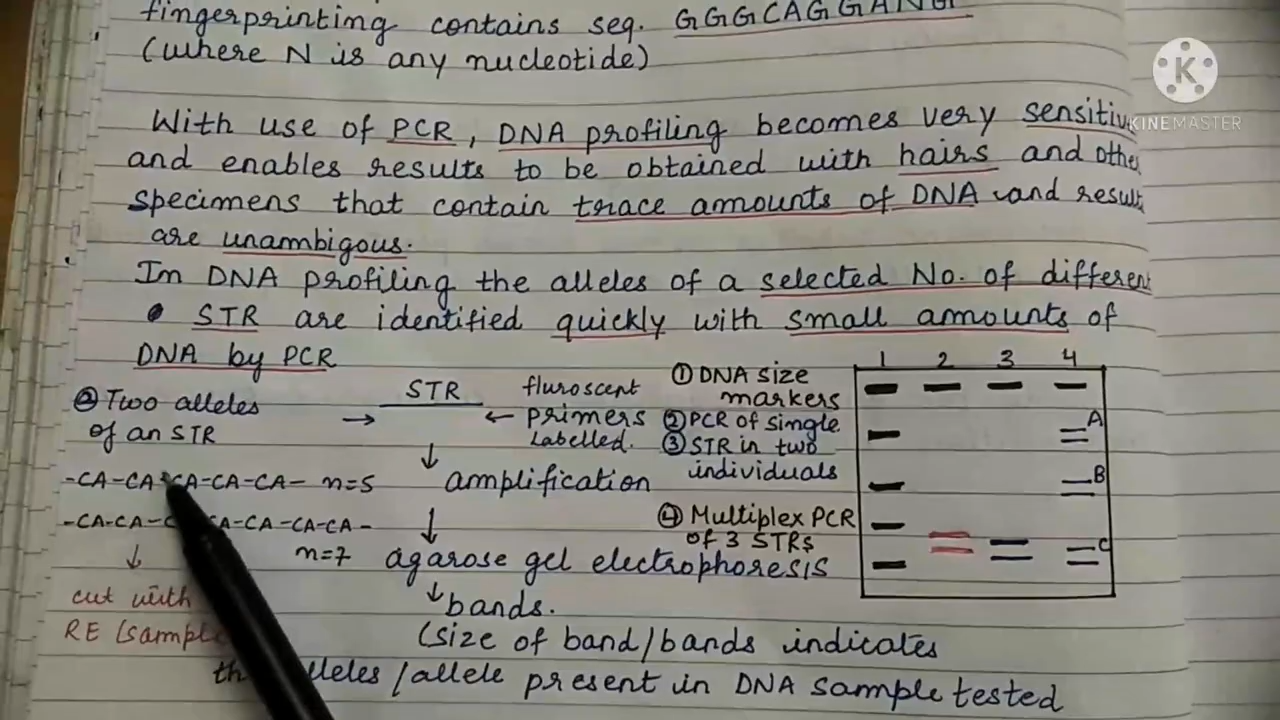 fingerprinting contains seq. GGGCAGGANG
(where N is any nucleotide)
With use of PCR, DNA profiling becomes very sensitive
and enables results to be obtained with hairs and othe
specimens that contain trace amounts of DNA and result
are unambigous.
In DNA profiling the alleles of a selected No. of different
STR are identified quickly with small amounts of
DNA by PCR
② Two alleles
of an STR
-CA-CA-CA-CA-CA- n=5
-CA-CA-C CA-CA-CA-CA-
n=7
cut with
RE (sample
STR
fluroscent
primers
labelled.
amplification
agarose gel electrophoresis
bands.
(size of band/bands indicates
th alleles/allele present in DNA sample tested
① DNA size
markers
② PCR of single
③ STR in two
individuals
④ Multiplex PCR
of 3 STRs
1 2 3 4
A
B
C
K
KINEMASTER